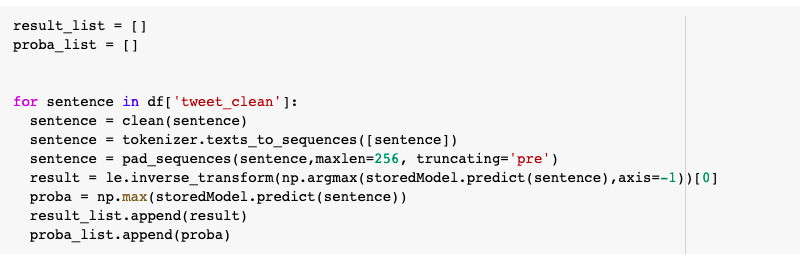 result_list = []
proba_list = []
for sentence in df['tweet_clean']:
sentence = clean(sentence)
sentence = tokenizer.texts_to_sequences([sentence])
sentence = pad_sequences(sentence,maxlen=256, truncating='pre')
result = le.inverse_transform(np.argmax(storedModel.predict(sentence),axis=-1))[0]
proba = np.max(storedModel.predict(sentence))
result_list.append(result)
proba_list.append(proba)